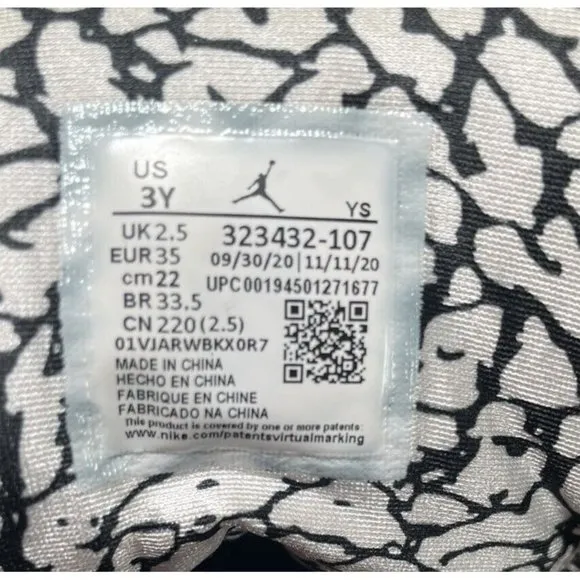 US
3Y
YS
UK 2.5
323432-107
EUR 35
09/30/20 | 11/11/20
cm 22
UPC00194501271677
BR 33.5
CN 220 (2.5)
01VJARWBKX0R7
MADE IN CHINA
HECHO EN CHINA
FABRIQUE EN CHINE
FABRICADO NA CHINA
This product is covered by one or more patents:
www.nike.com/patentsvirtualmarking